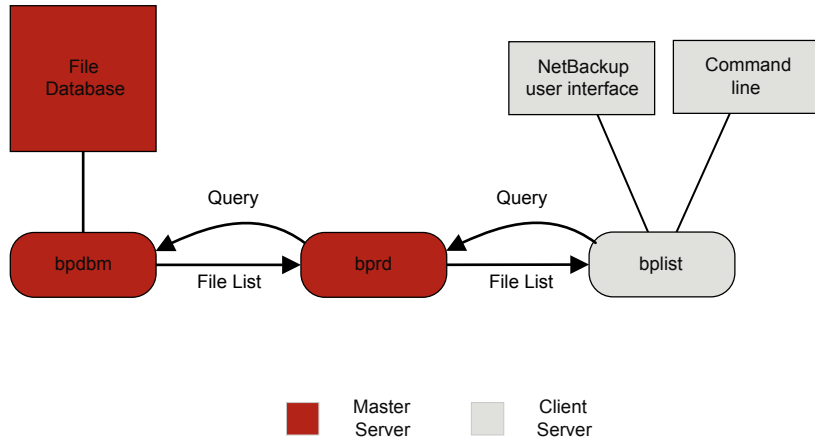 File
Database
NetBackup
user interface
Command
line
Query
Query
bpdbm
bprd
bplist
File List
File List
Master
Server
Client
Server